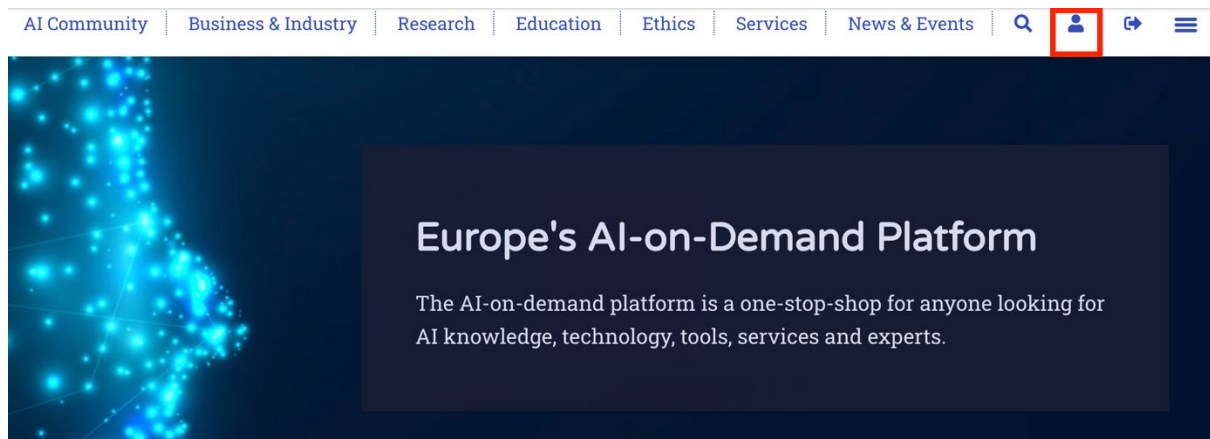 AI Community Business & Industry Research Education Ethics Services News & Events
Europe's AI-on-Demand Platform
The AI-on-demand platform is a one-stop-shop for anyone looking for
AI knowledge, technology, tools, services and experts.